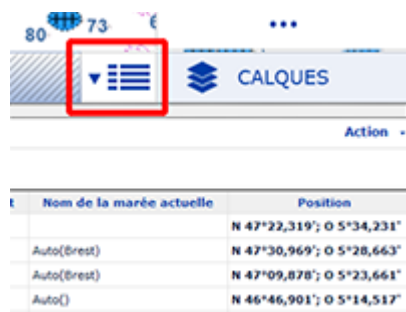 80 73 6
CALQUES
Action -
t Nom de la marée actuelle Position
N 47°22,319'; O 5°34,231'
Auto(Brest) N 47°30,969'; O 5°28,663'
Auto(Brest) N 47°09,878'; O 5°23,661'
Auto() N 46°46,901'; O 5°14,517'